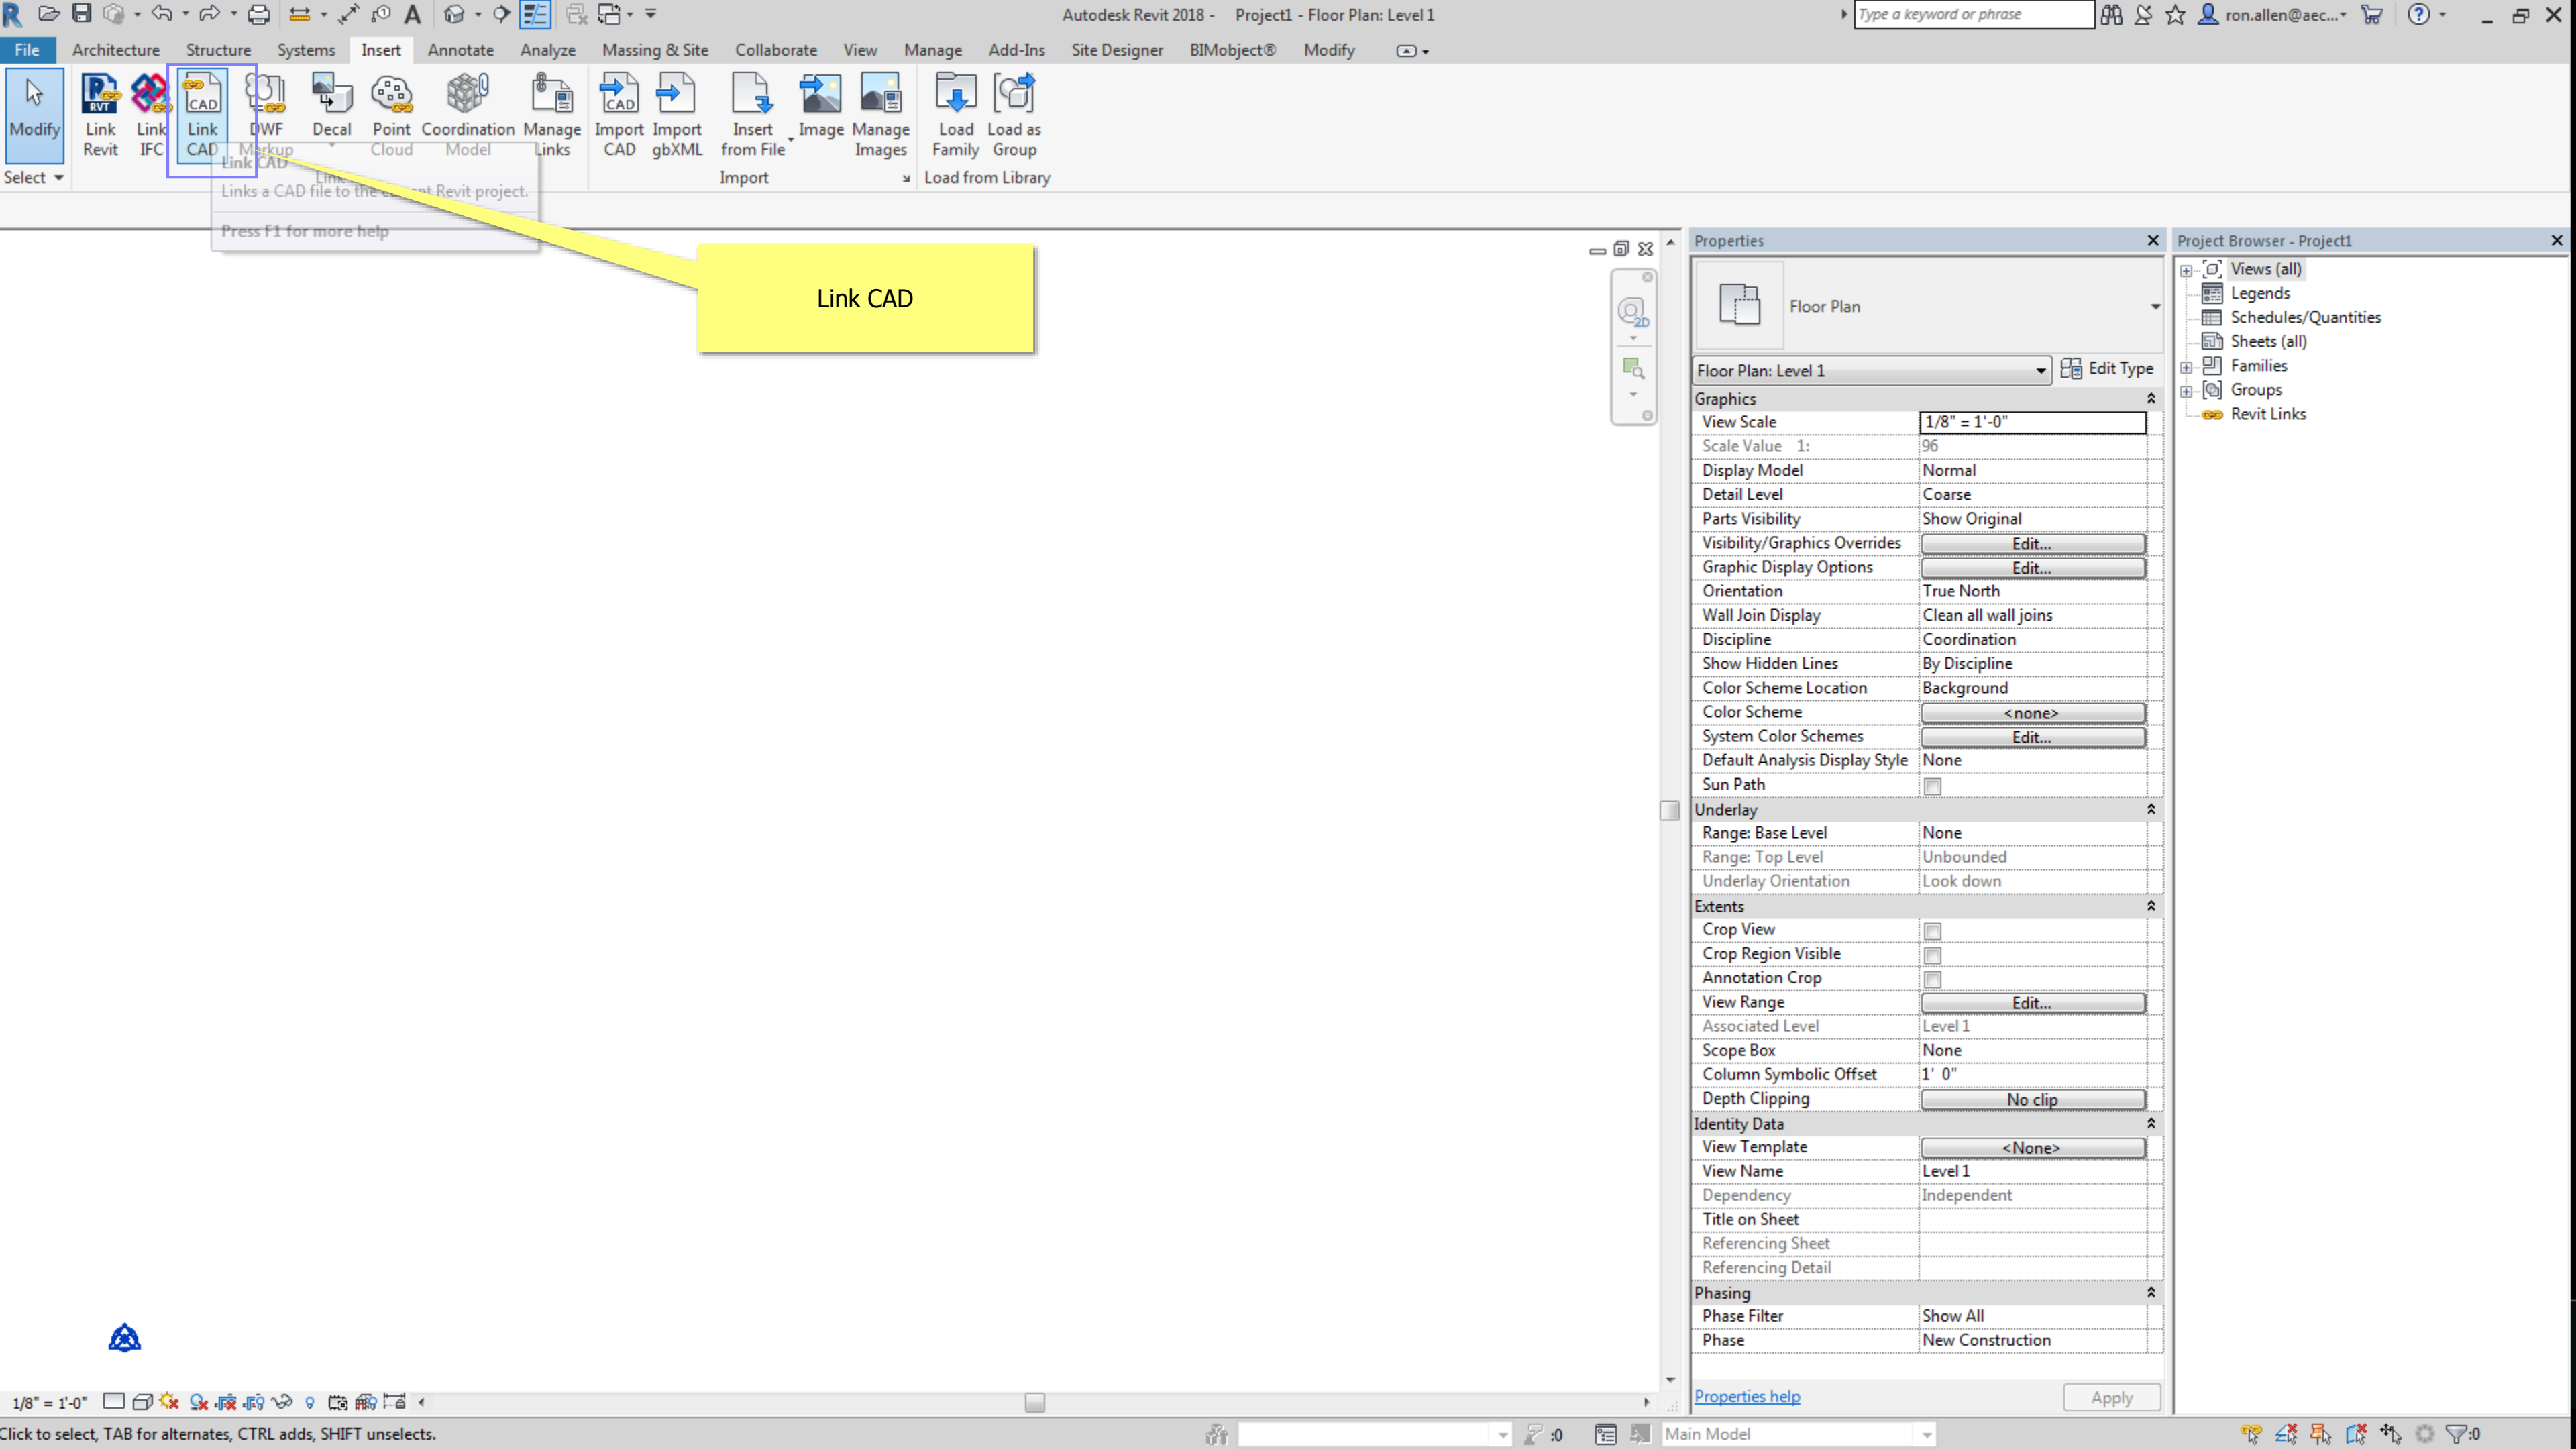 Autodesk Revit 2018 - Project1 - Floor Plan: Level 1
Type a keyword or phrase
ron.allen@aec...
File Architecture Structure Systems Insert Annotate Analyze Massing & Site Collaborate View Manage Add-Ins Site Designer BIMobject® Modify
Modify
Link Revit
Link IFC
Link CAD
DWF Markup
Decal
Point Cloud
Coordination Model
Manage Links
Import CAD
Import gbXML
Insert from File
Image
Manage Images
Load Family
Load as Group
Select
Import
Load from Library
Link CAD
Links a CAD file to the current Revit project.
Press F1 for more help
Link CAD
2D
Properties
Floor Plan
Floor Plan: Level 1 Edit Type
Graphics
View Scale 1/8" = 1'-0"
Scale Value 1: 96
Display Model Normal
Detail Level Coarse
Parts Visibility Show Original
Visibility/Graphics Overrides Edit...
Graphic Display Options Edit...
Orientation True North
Wall Join Display Clean all wall joins
Discipline Coordination
Show Hidden Lines By Discipline
Color Scheme Location Background
Color Scheme <none>
System Color Schemes Edit...
Default Analysis Display Style None
Sun Path
Underlay
Range: Base Level None
Range: Top Level Unbounded
Underlay Orientation Look down
Extents
Crop View
Crop Region Visible
Annotation Crop
View Range Edit...
Associated Level Level 1
Scope Box None
Column Symbolic Offset 1' 0"
Depth Clipping No clip
Identity Data
View Template <None>
View Name Level 1
Dependency Independent
Title on Sheet
Referencing Sheet
Referencing Detail
Phasing
Phase Filter Show All
Phase New Construction
Properties help Apply
Project Browser - Project1
Views (all)
Legends
Schedules/Quantities
Sheets (all)
Families
Groups
Revit Links
1/8" = 1'-0"
Click to select, TAB for alternates, CTRL adds, SHIFT unselects.
:0
Main Model
:0